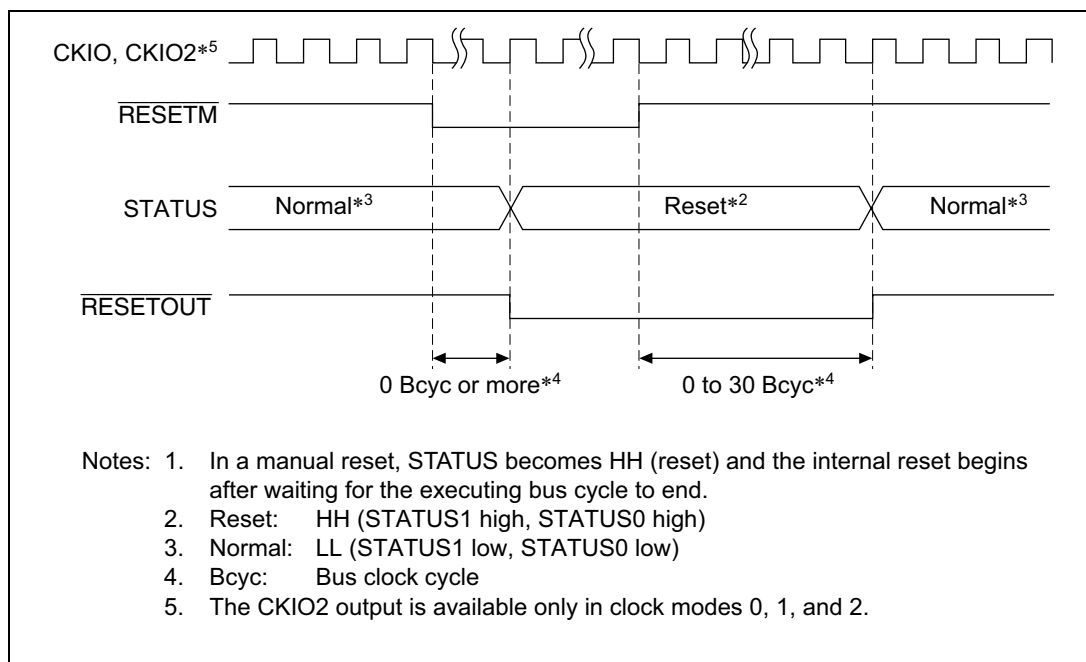 CKIO, CKIO2*5
RESETM
STATUS
Normal*3
Reset*2
Normal*3
RESETOUT
0 Bcyc or more*4
0 to 30 Bcyc*4
Notes: 1. In a manual reset, STATUS becomes HH (reset) and the internal reset begins
after waiting for the executing bus cycle to end.
2. Reset: HH (STATUS1 high, STATUS0 high)
3. Normal: LL (STATUS1 low, STATUS0 low)
4. Bcyc: Bus clock cycle
5. The CKIO2 output is available only in clock modes 0, 1, and 2.